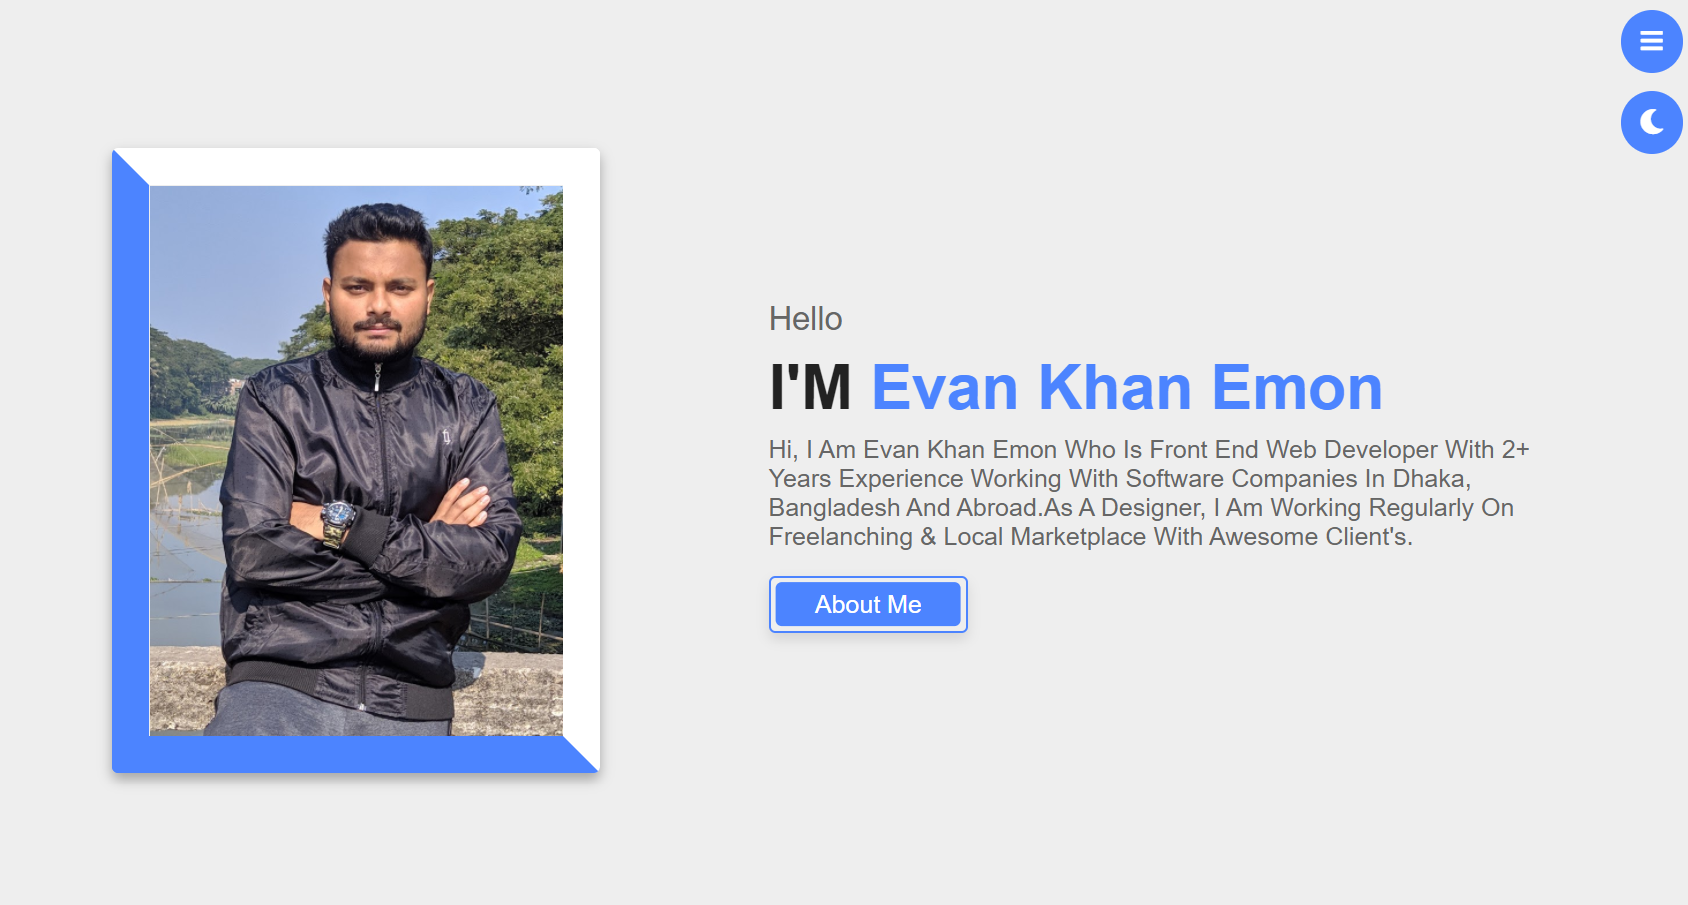 Hello
I'M Evan Khan Emon
Hi, I Am Evan Khan Emon Who Is Front End Web Developer With 2+
Years Experience Working With Software Companies In Dhaka,
Bangladesh And Abroad.As A Designer, I Am Working Regularly On
Freelanching & Local Marketplace With Awesome Client's.
About Me